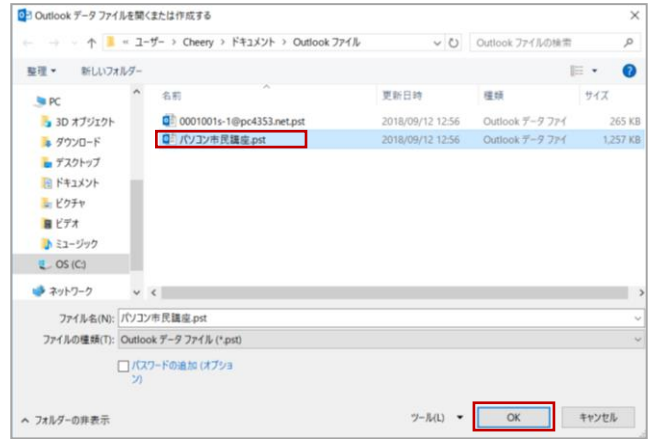 Outlook データ ファイルを開くまたは作成する
« ユーザー › Cheery › ドキュメント › Outlook ファイル
Outlook ファイルの検索
整理 新しいフォルダー
名前 更新日時 種類 サイズ
PC
3D オブジェクト
ダウンロード
デスクトップ
ドキュメント
ピクチャ
ビデオ
ミュージック
OS (C:)
ネットワーク
0001001s-1@pc4353.net.pst 2018/09/12 12:56 Outlook データ ファイ 265 KB
パソコン市民講座.pst 2018/09/12 12:56 Outlook データ ファイ 1,257 KB
ファイル名(N): パソコン市民講座.pst
ファイルの種類(T): Outlook データ ファイル (*.pst)
パスワードの追加 (オプショ
ン)
フォルダーの非表示
ツール(L) OK キャンセル